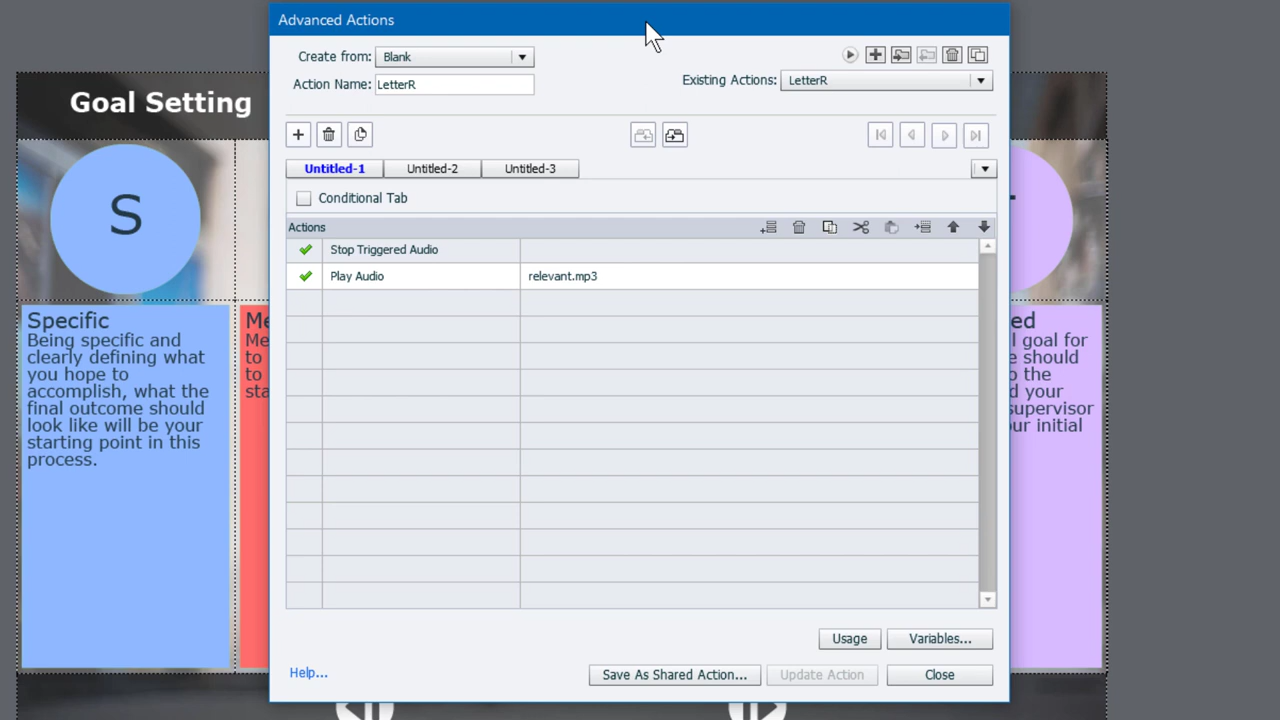 Advanced Actions
Create from: Blank
Action Name: LetterR
Existing Actions: LetterR
Untitled-1 Untitled-2 Untitled-3
Conditional Tab
Actions
Stop Triggered Audio
Play Audio relevant.mp3
Usage Variables...
Help... Save As Shared Action... Update Action Close
Goal Setting
S
Specific
Being specific and
clearly defining what
you hope to
accomplish, what the
final outcome should
look like will be your
starting point in this
process.
Me
Me
to
to
sta
ed
l goal for
e should
o the
d your
supervisor
ur initial